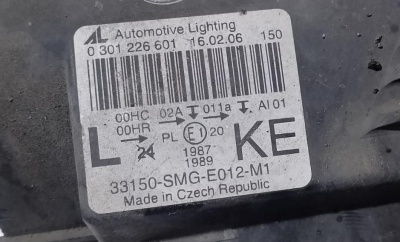 AL Automotive Lighting
0 301 226 601 16.02.06 150
00HC 02A 011a AI 01
00HR PL E1 20
L 24 1987 KE
1989
33150-SMG-E012-M1
Made in Czech Republic